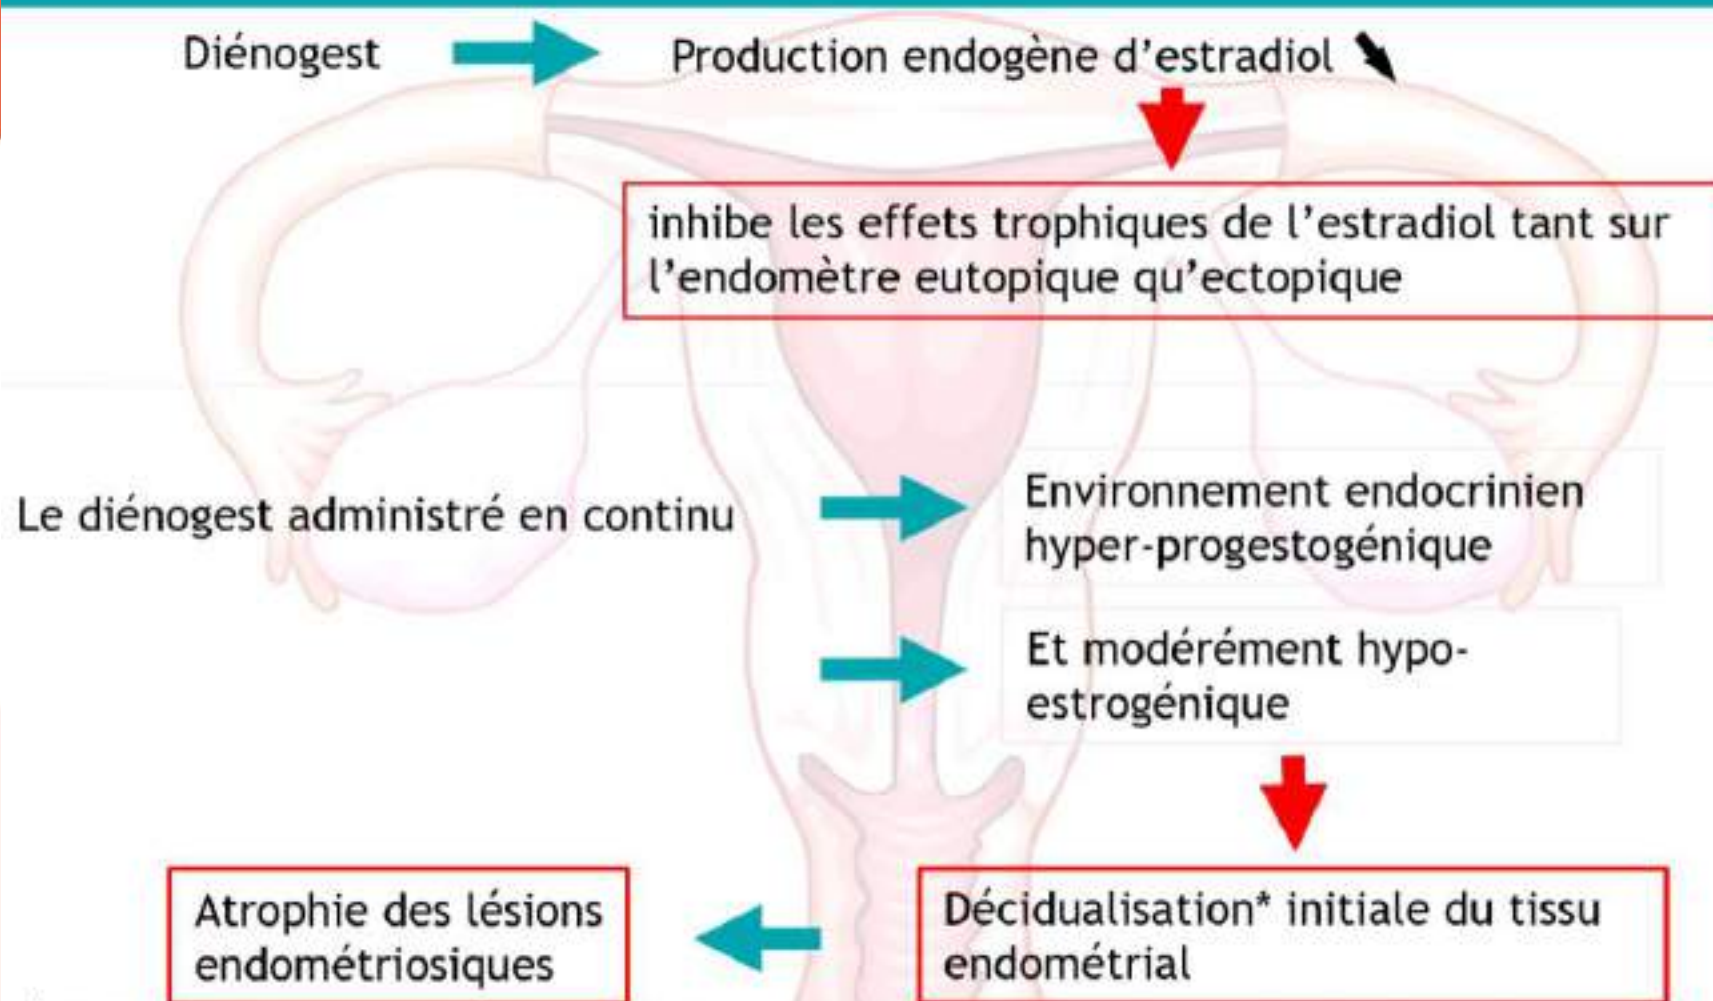 Diénogest
Production endogène d'estradiol
inhibe les effets trophiques de l'estradiol tant sur
l'endomètre eutopique qu'ectopique
Le diénogest administré en continu
Environnement endocrinien
hyper-progestogénique
Et modérément hypo-
estrogénique
Atrophie des lésions
endométriosiques
Décidualisation* initiale du tissu
endométrial